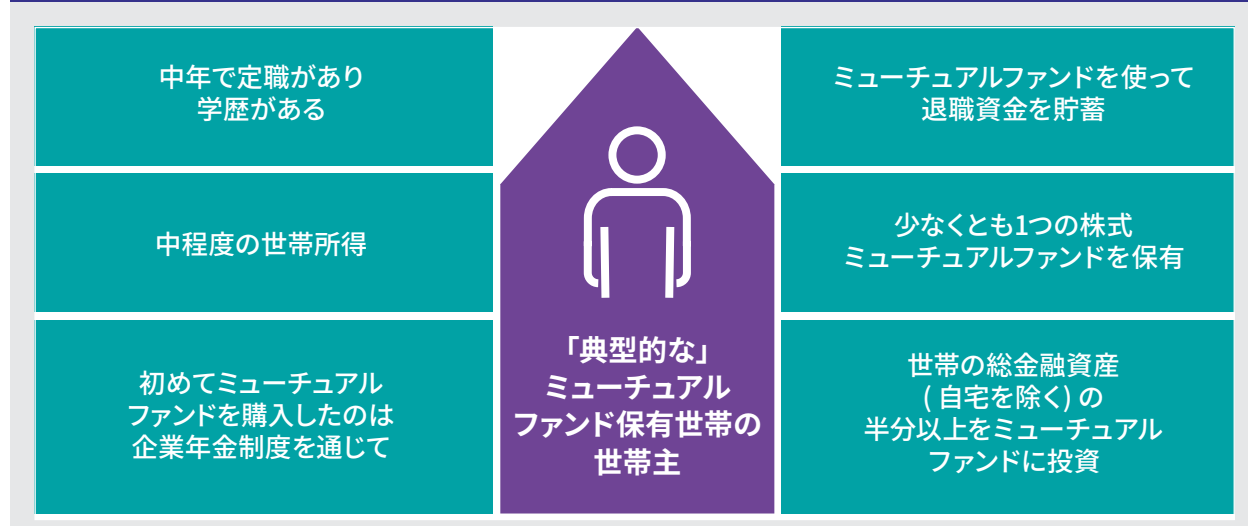 中年で定職があり
学歴がある
中程度の世帯所得
初めてミューチュアル
ファンドを購入したのは
企業年金制度を通じて
「典型的な」
ミューチュアル
ファンド保有世帯の
世帯主
ミューチュアルファンドを使って
退職資金を貯蓄
少なくとも1つの株式
ミューチュアルファンドを保有
世帯の総金融資産
( 自宅を除く) の
半分以上をミューチュアル
ファンドに投資